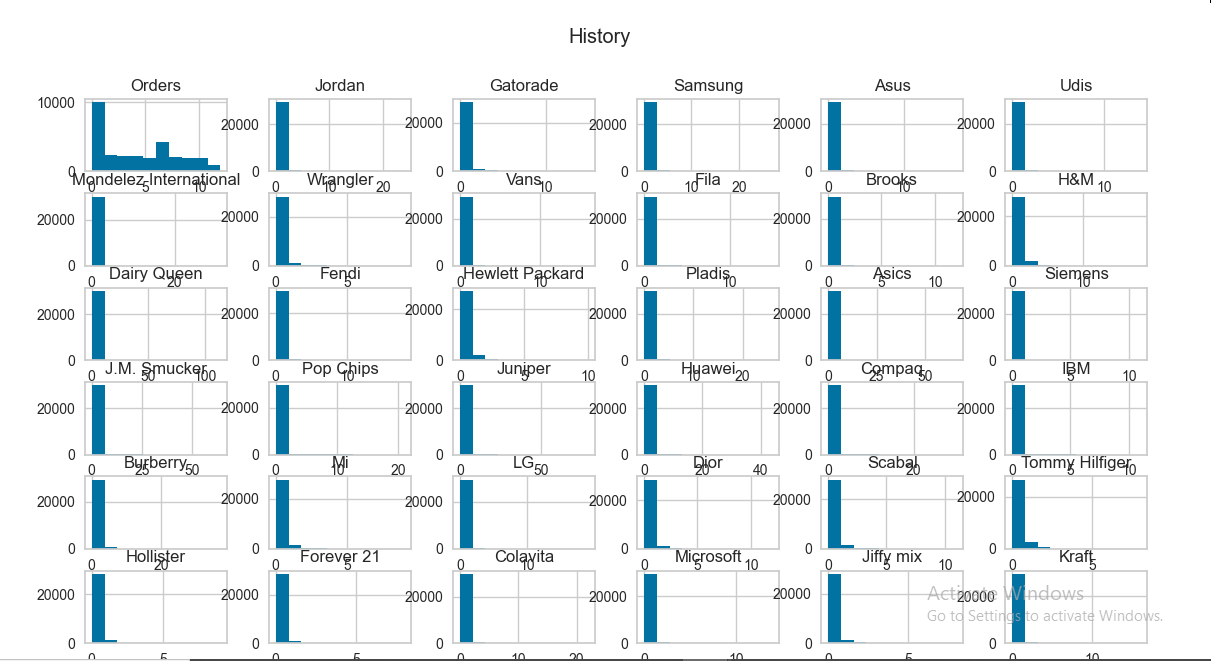 History
Orders Jordan Gatorade Samsung Asus Udis
10000 20000 20000 20000 20000 20000
0 0 0 0 0 0
0 5 10 0 10 20 0 10 0 10 20 0 10 0 10
Mondelez International Wrangler Vans Fila Brooks H&M
20000 20000 20000 20000 20000 20000
0 0 0 0 0 0
0 20 0 5 0 10 0 10 0 5 10 0 10
Dairy Queen Fendi Hewlett Packard Pladis Asics Siemens
20000 20000 20000 20000 20000 20000
0 0 0 0 0 0
0 50 100 0 10 0 5 10 0 10 20 0 25 50 0 5 10
J.M. Smucker Pop Chips Juniper Huawei Compaq IBM
20000 20000 20000 20000 20000 20000
0 0 0 0 0 0
0 25 50 0 10 20 0 50 0 20 40 0 20 0 5 10
Burberry Mi LG Dior Scabal Tommy Hilfiger
20000 20000 20000 20000 20000 20000
0 0 0 0 0 0
0 20 0 5 0 10 0 5 10 0 5 10 0 5
Hollister Forever 21 Colavita Microsoft Jiffy mix Kraft
20000 20000 20000 20000 20000 20000
0 0 0 0 0 0
0 5 0 5 0 10 20 0 10 0 5 0 10
Activate Windows
Go to Settings to activate Windows.